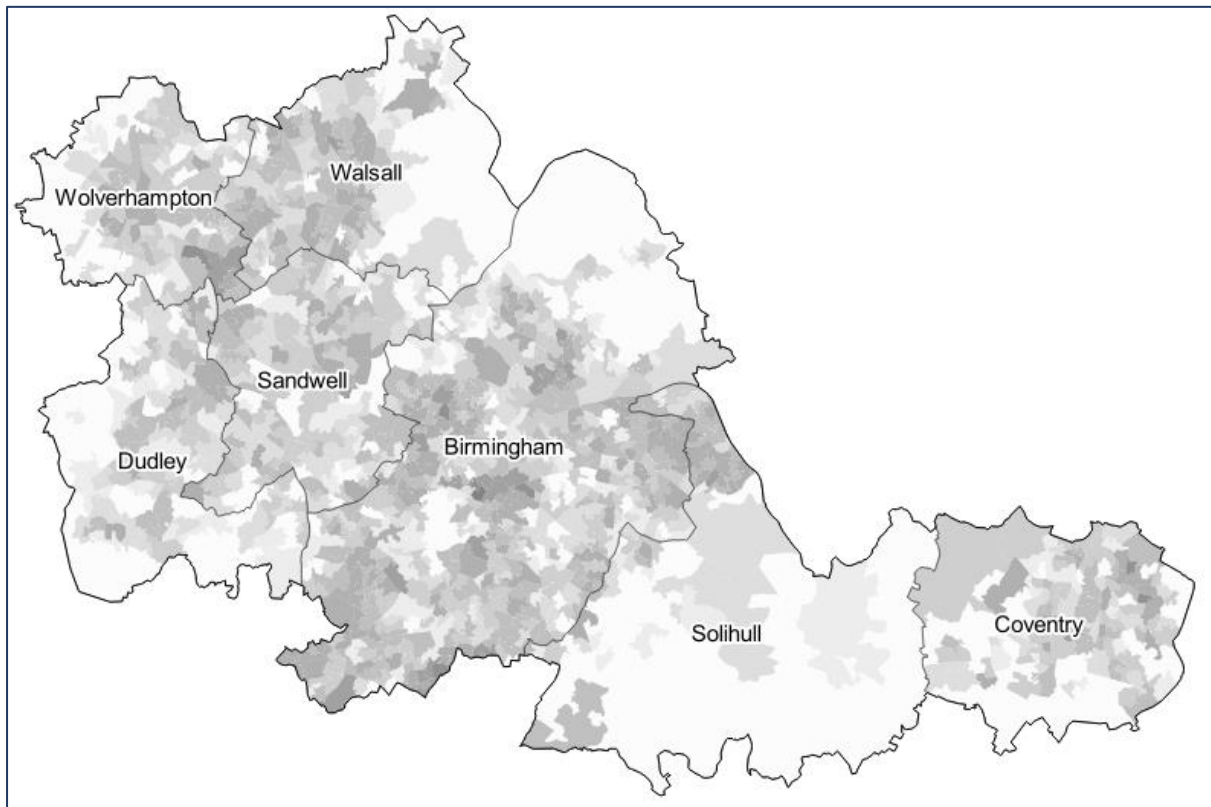 Walsall
Wolverhampton
Sandwell
Birmingham
Dudley
Solihull
Coventry